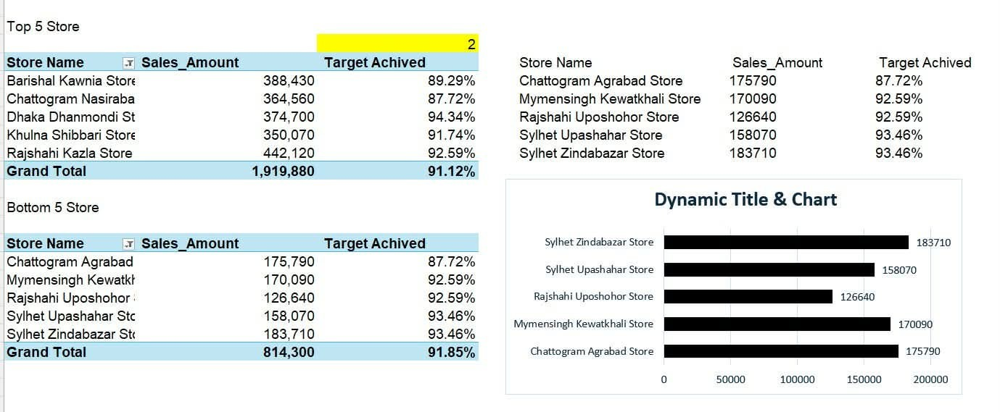 Top 5 Store
2
Store Name Sales_Amount Target Achived
Barishal Kawnia Store 388,430 89.29%
Chattogram Nasiraba 364,560 87.72%
Dhaka Dhanmondi St 374,700 94.34%
Khulna Shibbari Store 350,070 91.74%
Rajshahi Kazla Store 442,120 92.59%
Grand Total 1,919,880 91.12%
Bottom 5 Store
Store Name Sales_Amount Target Achived
Chattogram Agrabad 175,790 87.72%
Mymensingh Kewatkh 170,090 92.59%
Rajshahi Uposhohor 126,640 92.59%
Sylhet Upashahar Sto 158,070 93.46%
Sylhet Zindabazar Sto 183,710 93.46%
Grand Total 814,300 91.85%
Store Name Sales_Amount Target Achived
Chattogram Agrabad Store 175790 87.72%
Mymensingh Kewatkhali Store 170090 92.59%
Rajshahi Uposhohor Store 126640 92.59%
Sylhet Upashahar Store 158070 93.46%
Sylhet Zindabazar Store 183710 93.46%
Dynamic Title & Chart
Sylhet Zindabazar Store 183710
Sylhet Upashahar Store 158070
Rajshahi Uposhohor Store 126640
Mymensingh Kewatkhali Store 170090
Chattogram Agrabad Store 175790
0 50000 100000 150000 200000